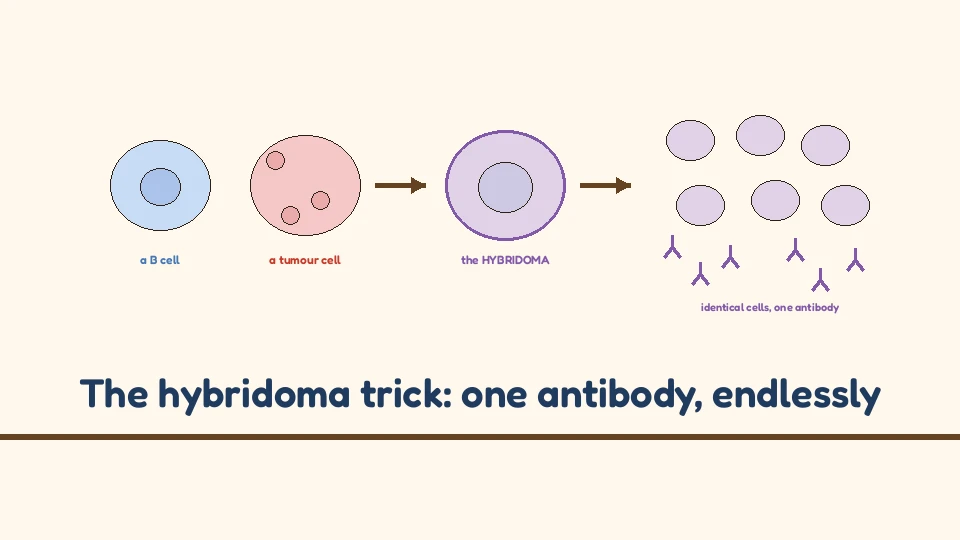 a B cell
a tumour cell
the HYBRIDOMA
identical cells, one antibody
The hybridoma trick: one antibody, endlessly